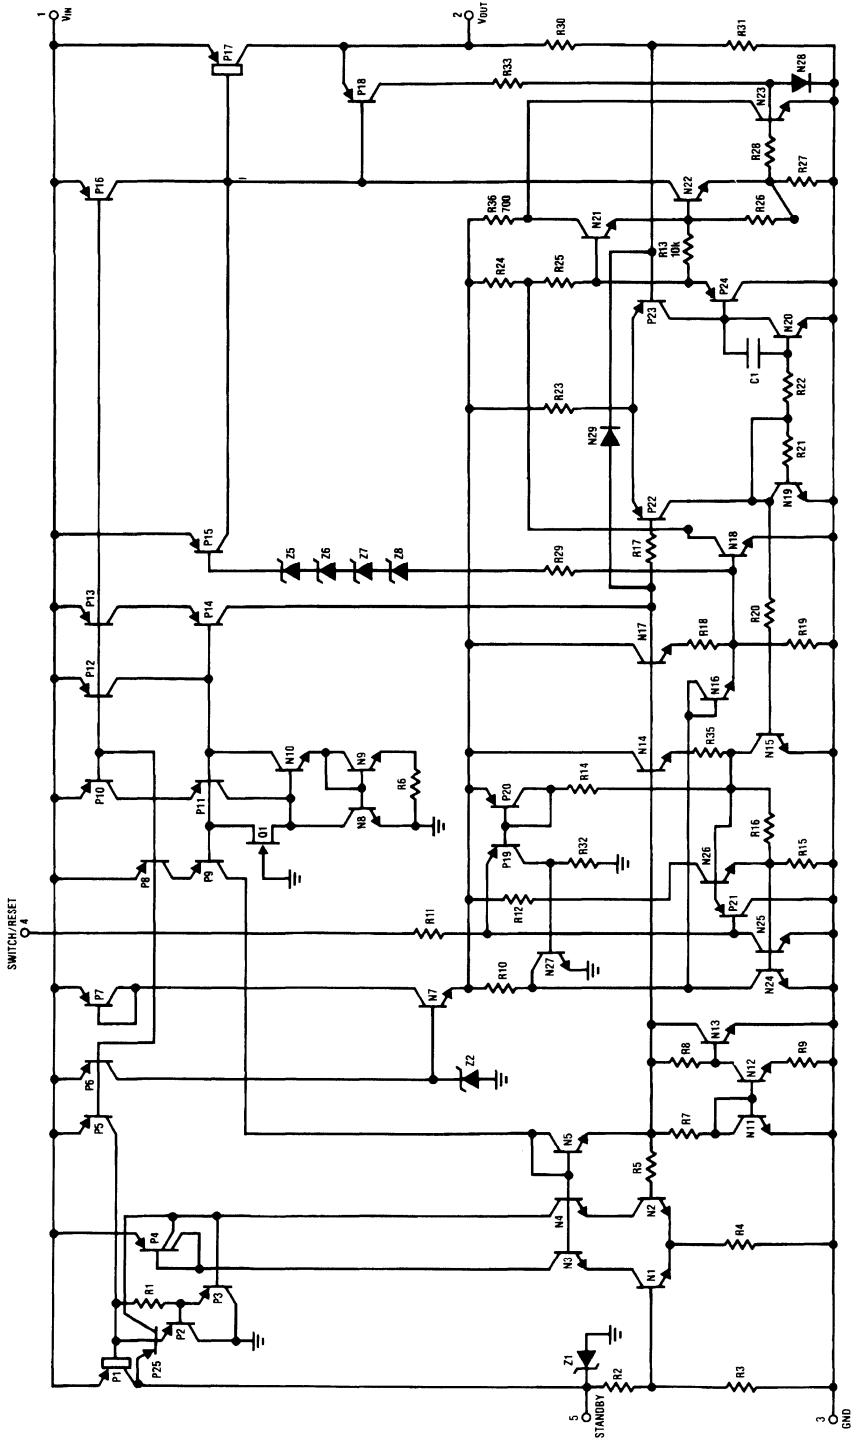 1
VIN
2
VOUT
3
GND
SWITCH/RESET
4
5
STANDBY
P1
P25
P2
R1
P3
P4
P5
P6
P7
P8
P9
P10
P11
Q1
P12
P13
P14
P15
P16
P17
P18
N10
N9
N8
R6
Z5
Z6
Z7
Z8
R29
R11
N7
Z2
R10
N27
R12
P19
P20
R32
R14
N3
N4
N5
R5
N1
N2
R4
Z1
R2
R3
R7
R8
N13
N11
N12
R9
N24
N25
P21
N26
R16
R15
N14
R35
N15
N16
N17
R18
R19
R20
N18
R17
P22
N29
R23
P23
N19
R21
R22
C1
N20
P24
R24
R25
R36
700
N21
R13
10k
N22
R26
R27
R28
N23
N28
R33
R30
R31